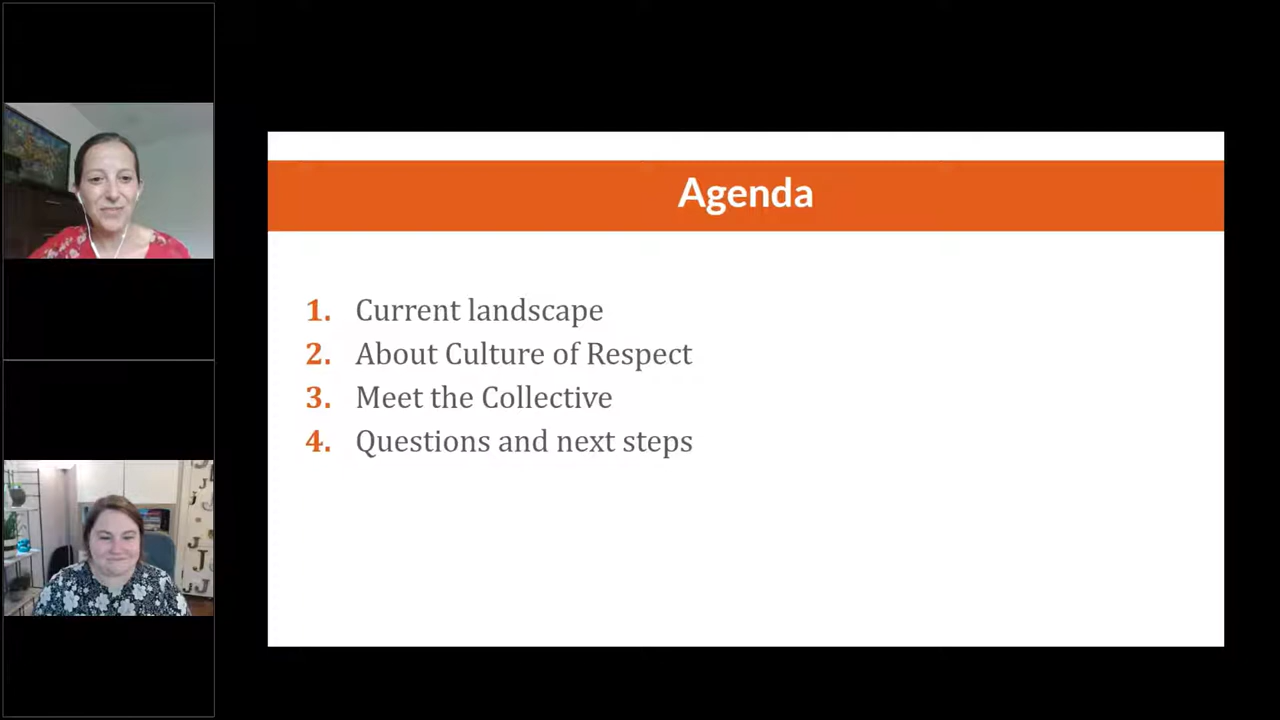 Agenda
1. Current landscape
2. About Culture of Respect
3. Meet the Collective
4. Questions and next steps